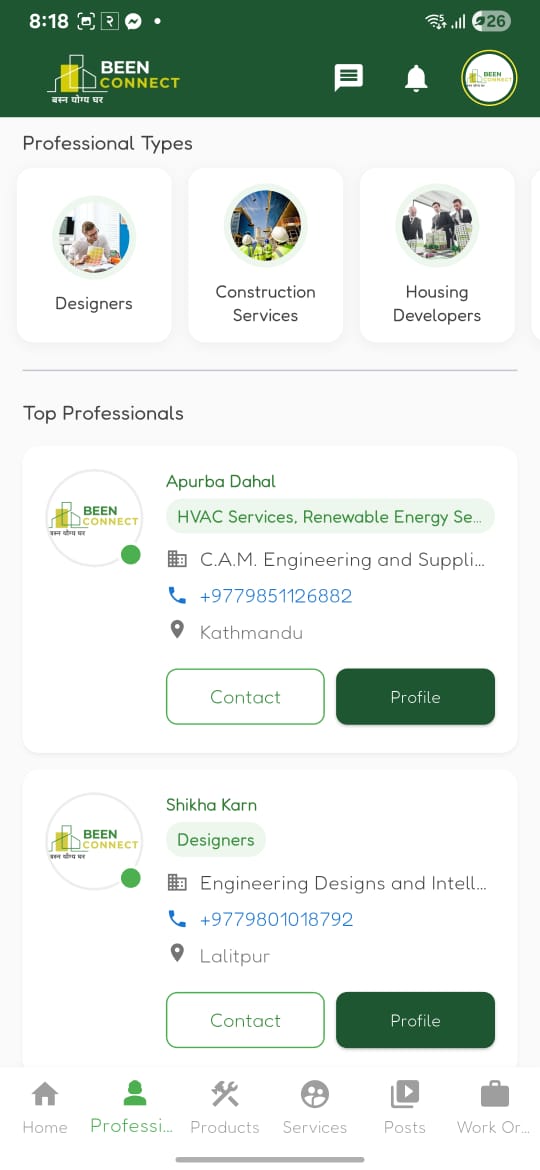 8:18
26
BEEN
CONNECT
बस्न योग्य घर
BEEN
CONNECT
Professional Types
Designers
Construction
Services
Housing
Developers
Top Professionals
Apurba Dahal
BEEN
CONNECT
बस्न योग्य घर
HVAC Services, Renewable Energy Se...
C.A.M. Engineering and Suppli...
+9779851126882
Kathmandu
Contact
Profile
Shikha Karn
BEEN
CONNECT
बस्न योग्य घर
Designers
Engineering Designs and Intell...
+9779801018792
Lalitpur
Contact
Profile
Home
Professi...
Products
Services
Posts
Work Or...